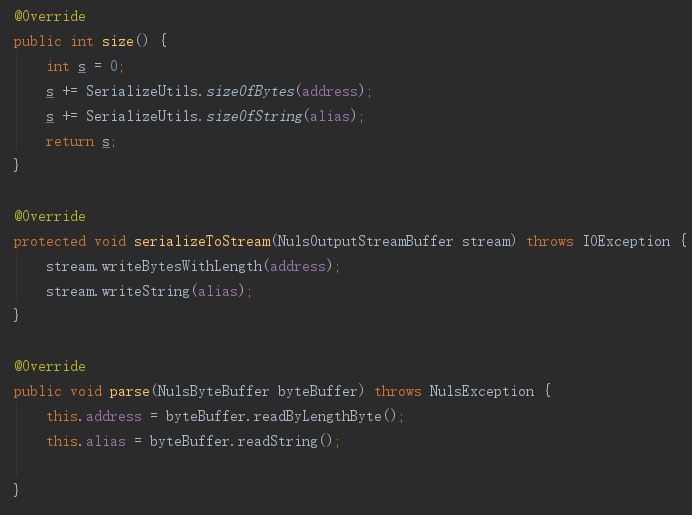 @Override
public int size() {
    int s = 0;
    s += SerializeUtils.sizeOfBytes(address);
    s += SerializeUtils.sizeOfString(alias);
    return s;
}
@Override
protected void serializeToStream(NulsOutputStreamBuffer stream) throws IOException {
    stream.writeBytesWithLength(address);
    stream.writeString(alias);
}
@Override
public void parse(NulsByteBuffer byteBuffer) throws NulsException {
    this.address = byteBuffer.readByLengthByte();
    this.alias = byteBuffer.readString();
}